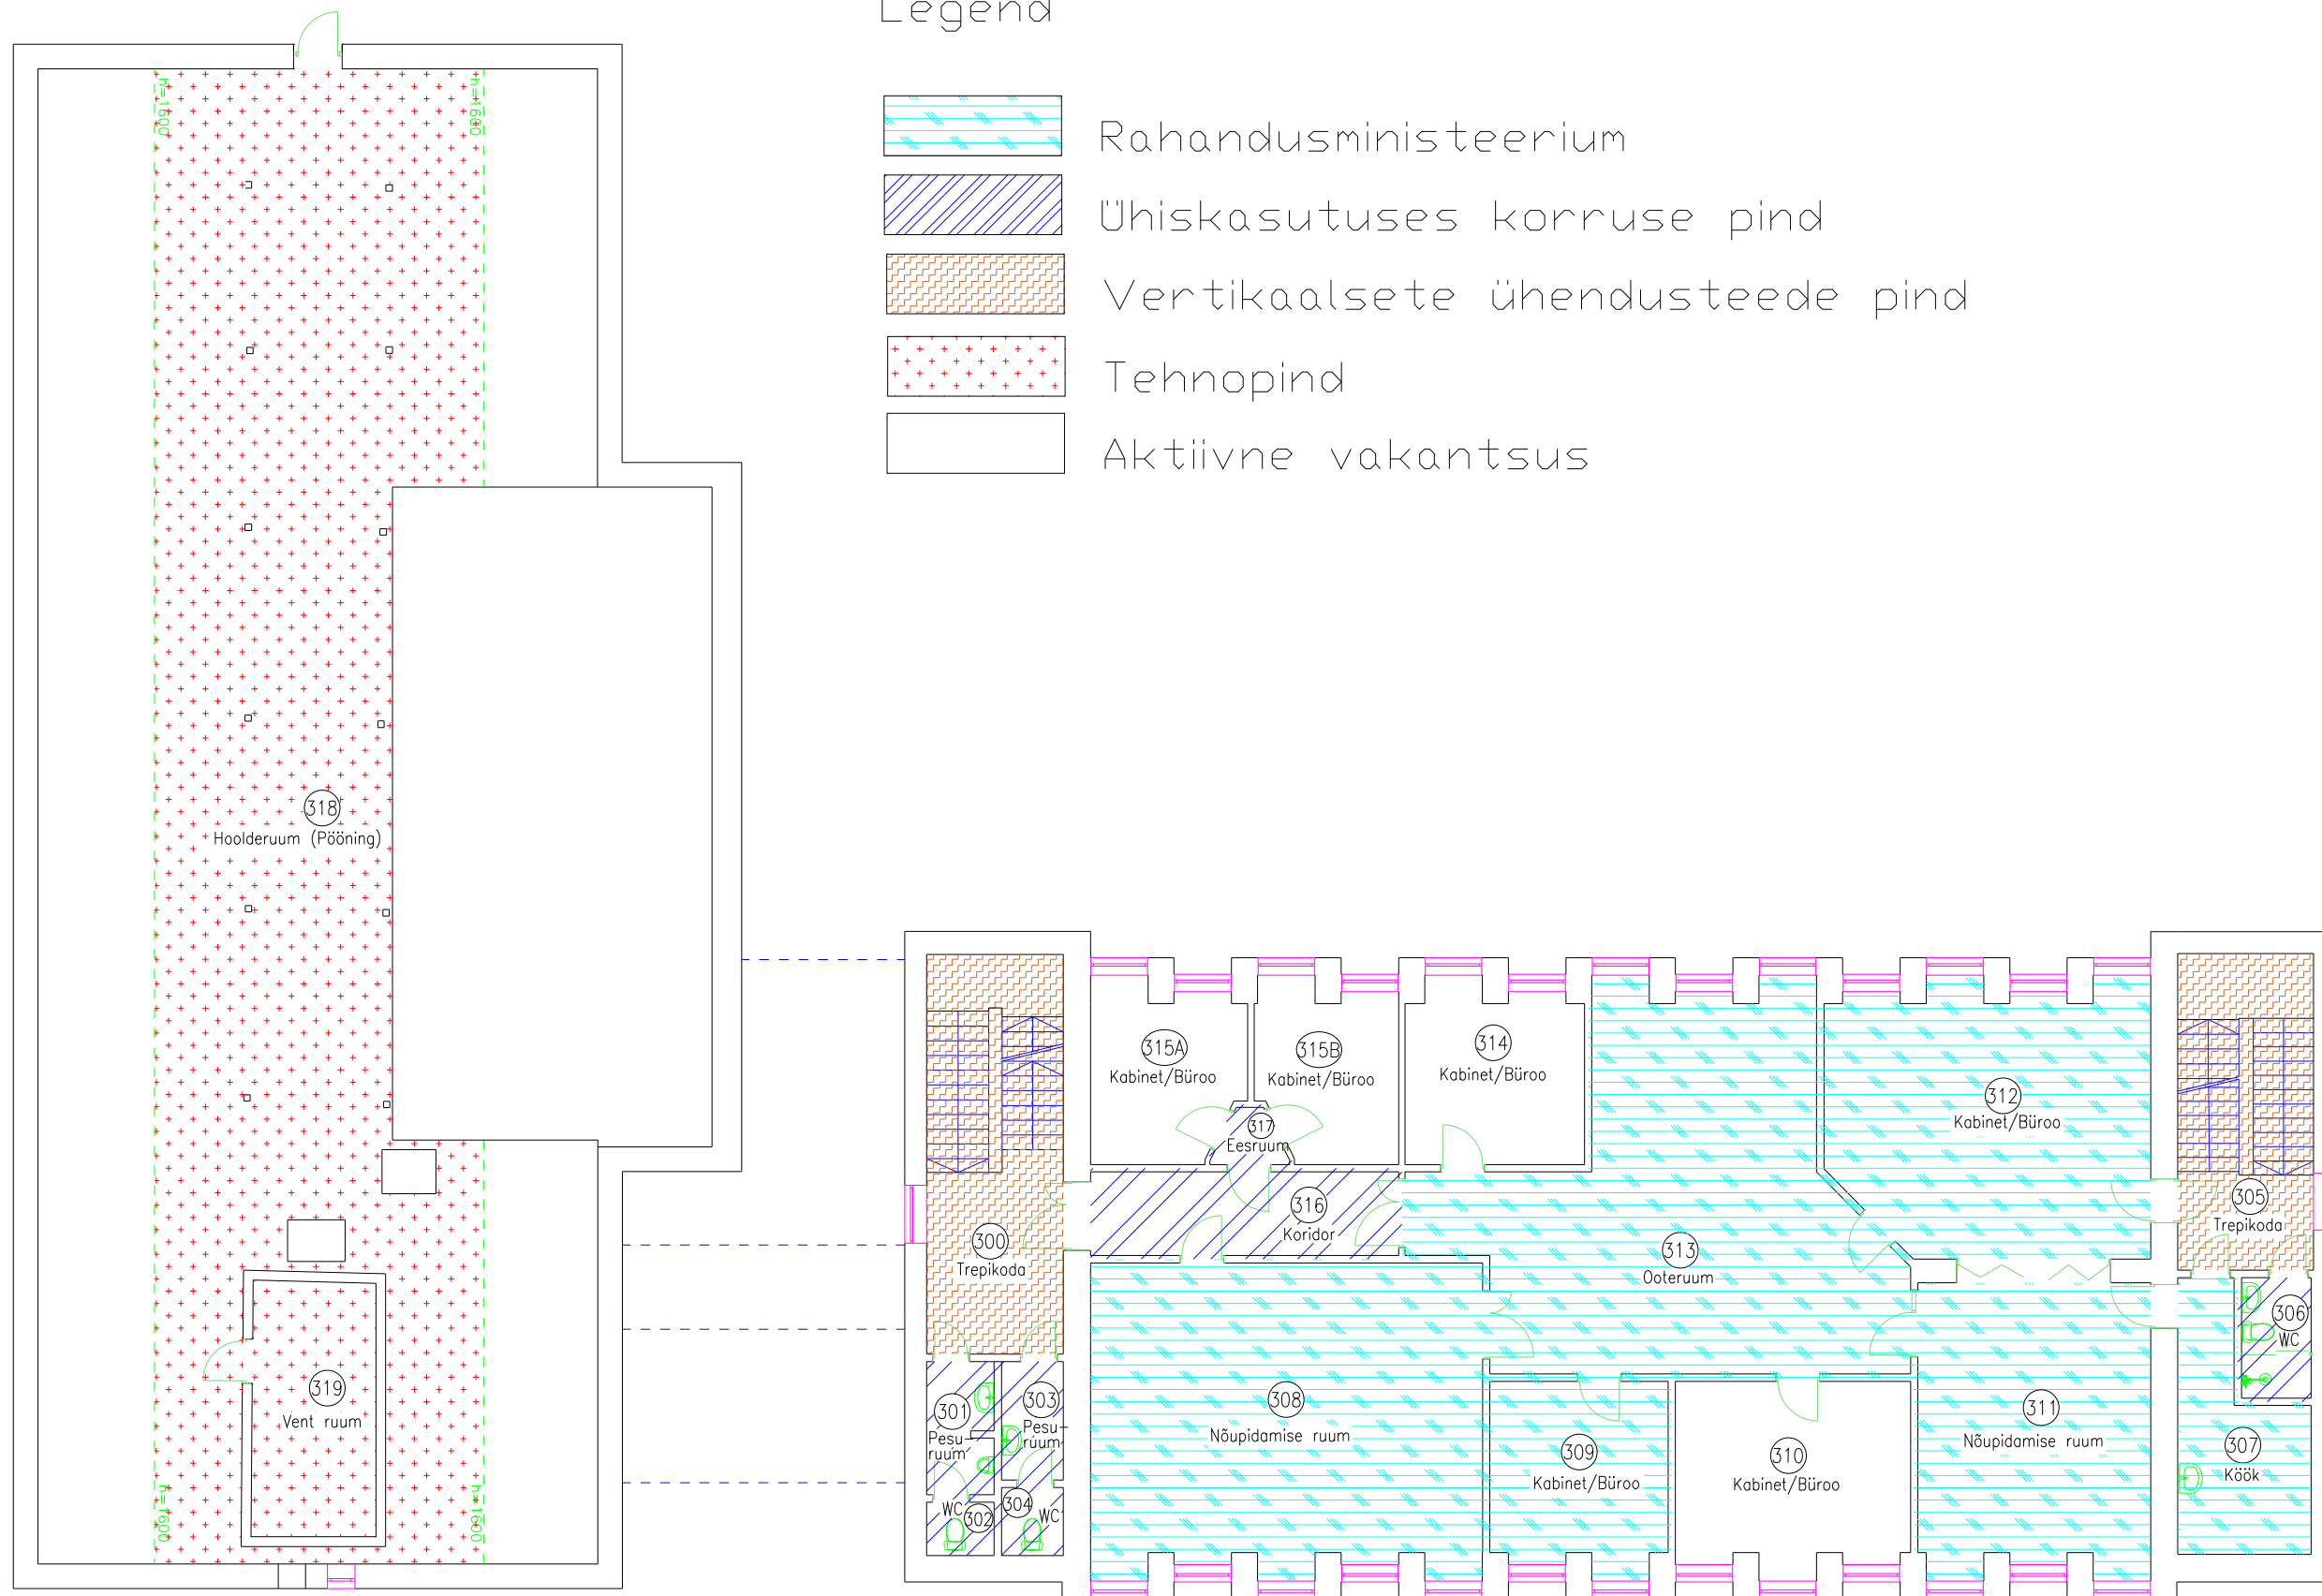 Legend
Rahandusministeerium
Ühiskasutuses korruse pind
Vertikaalsete ühendusteede pind
Tehnopind
Aktiivne vakantsus
h=1600
h=1600
318
Hoolderuum (Pööning)
319
Vent ruum
h=1600
h=1600
315A
Kabinet/Büroo
315B
Kabinet/Büroo
314
Kabinet/Büroo
312
Kabinet/Büroo
317
Eesruum
316
Koridor
300
Trepikoda
313
Ooteruum
305
Trepikoda
306
WC
301
Pesu-
ruum
303
Pesu-
ruum
308
Nõupidamise ruum
309
Kabinet/Büroo
310
Kabinet/Büroo
311
Nõupidamise ruum
307
Köök
WC
302
304
WC